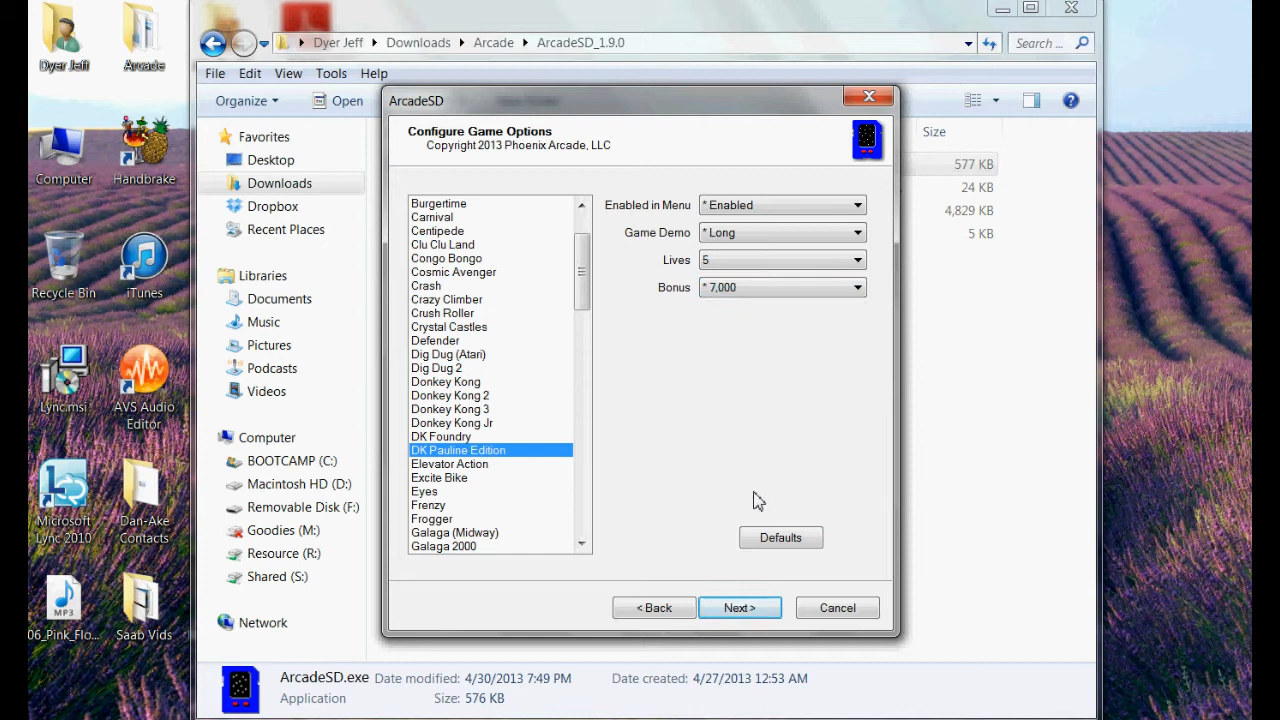 Dyer Jeff
Arcade
Computer
Handbrake
Recycle Bin
iTunes
Lync.msi
AVS Audio
Editor
Microsoft
Lync 2010
Dan-Ake
Contacts
MP3
06_Pink_Flo...
Saab Vids
Dyer Jeff
Downloads
Arcade
ArcadeSD_1.9.0
Search...
File
Edit
View
Tools
Help
Organize
Open
Favorites
Desktop
Downloads
Dropbox
Recent Places
Libraries
Documents
Music
Pictures
Podcasts
Videos
Computer
BOOTCAMP (C:)
Macintosh HD (D:)
Removable Disk (F:)
Goodies (M:)
Resource (R:)
Shared (S:)
Network
Size
577 KB
24 KB
4,829 KB
5 KB
ArcadeSD
Configure Game Options
Copyright 2013 Phoenix Arcade, LLC
Burgertime
Carnival
Centipede
Clu Clu Land
Congo Bongo
Cosmic Avenger
Crash
Crazy Climber
Crush Roller
Crystal Castles
Defender
Dig Dug (Atari)
Dig Dug 2
Donkey Kong
Donkey Kong 2
Donkey Kong 3
Donkey Kong Jr
DK Foundry
DK Pauline Edition
Elevator Action
Excite Bike
Eyes
Frenzy
Frogger
Galaga (Midway)
Galaga 2000
Enabled in Menu
* Enabled
Game Demo
* Long
Lives
5
Bonus
* 7,000
Defaults
< Back
Next >
Cancel
ArcadeSD.exe
Date modified: 4/30/2013 7:49 PM
Date created: 4/27/2013 12:53 AM
Application
Size: 576 KB